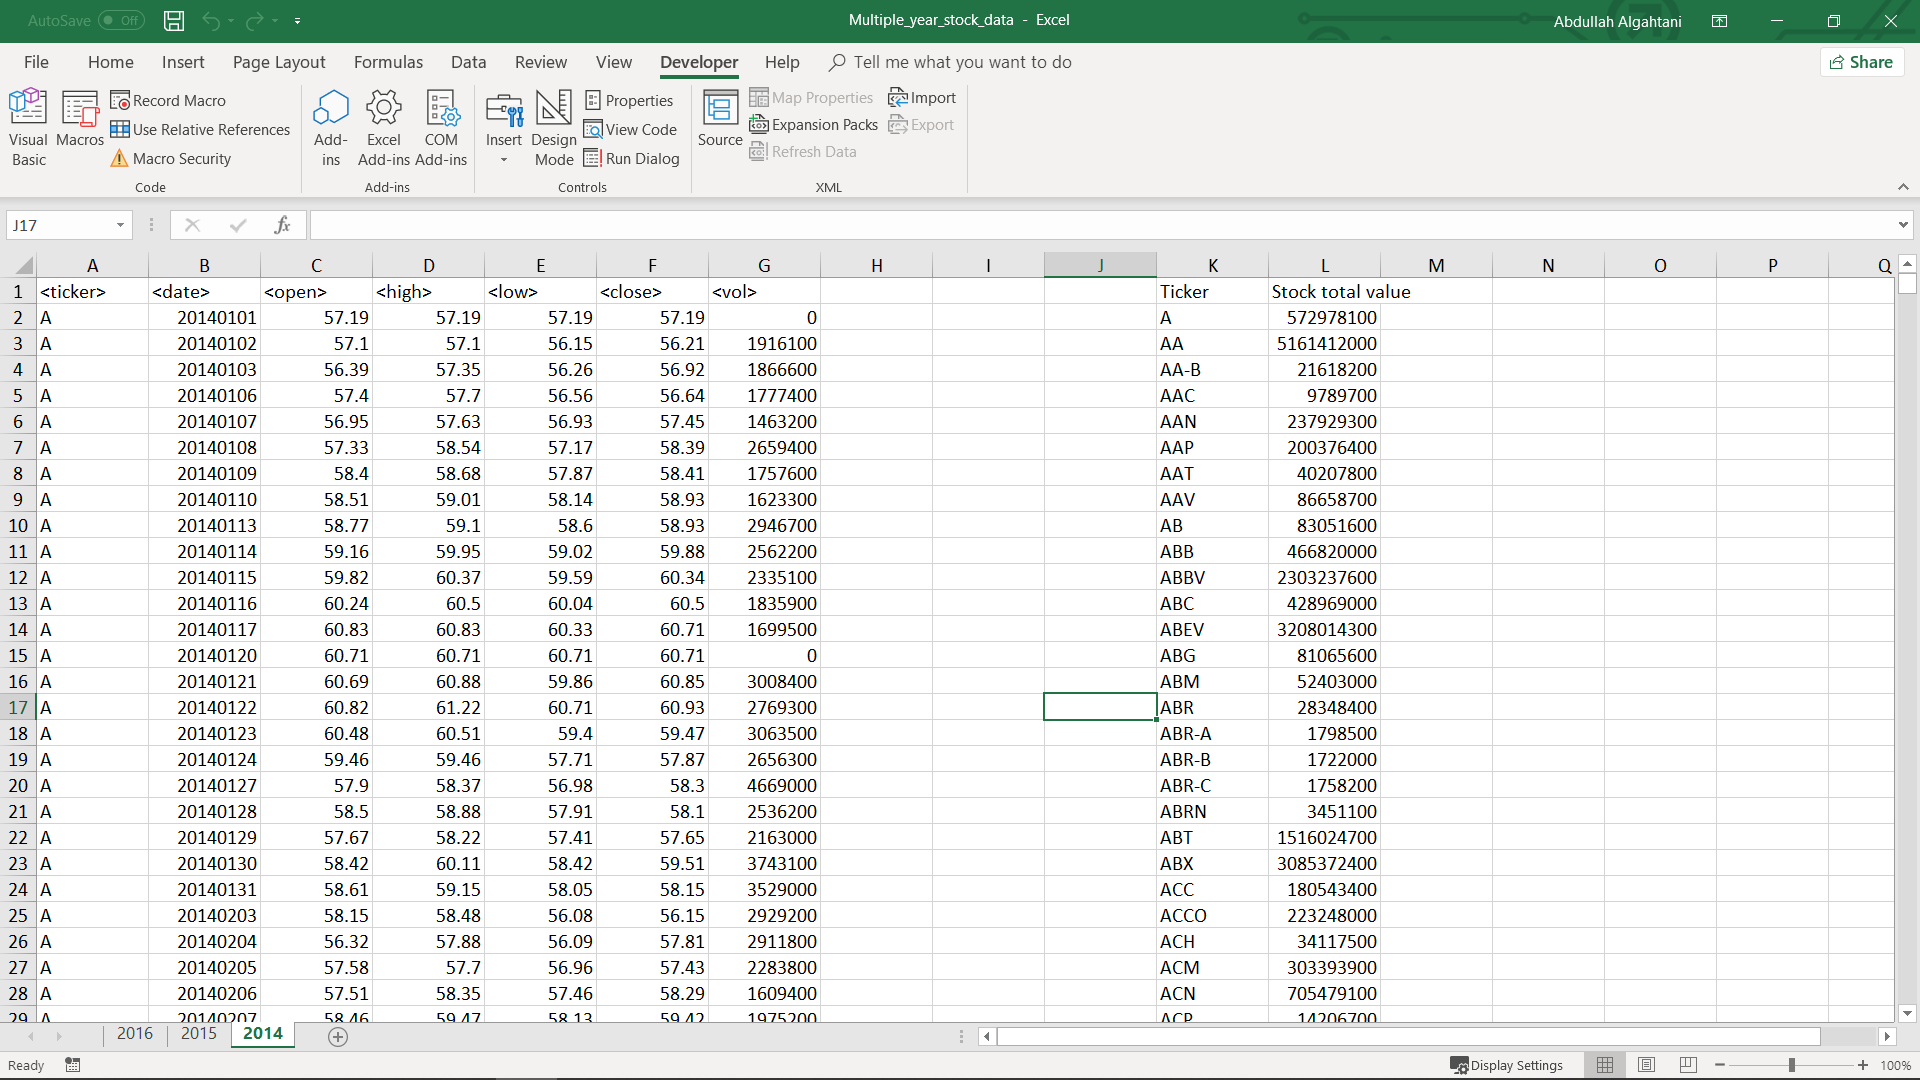 AutoSave Off Multiple_year_stock_data - Excel Abdullah Algahtani
File Home Insert Page Layout Formulas Data Review View Developer Help Tell me what you want to do Share
Visual Basic
Macros
Record Macro
Use Relative References
Macro Security
Code
Add-ins
Excel Add-ins
COM Add-ins
Add-ins
Insert
Design Mode
Properties
View Code
Run Dialog
Controls
Source
Map Properties
Expansion Packs
Refresh Data
Import
Export
XML
J17 fx
A B C D E F G H I J K L M N O P Q
1 <ticker> <date> <open> <high> <low> <close> <vol> Ticker Stock total value
2 A 20140101 57.19 57.19 57.19 57.19 0 A 572978100
3 A 20140102 57.1 57.1 56.15 56.21 1916100 AA 5161412000
4 A 20140103 56.39 57.35 56.26 56.92 1866600 AA-B 21618200
5 A 20140106 57.4 57.7 56.56 56.64 1777400 AAC 9789700
6 A 20140107 56.95 57.63 56.93 57.45 1463200 AAN 237929300
7 A 20140108 57.33 58.54 57.17 58.39 2659400 AAP 200376400
8 A 20140109 58.4 58.68 57.87 58.41 1757600 AAT 40207800
9 A 20140110 58.51 59.01 58.14 58.93 1623300 AAV 86658700
10 A 20140113 58.77 59.1 58.6 58.93 2946700 AB 83051600
11 A 20140114 59.16 59.95 59.02 59.88 2562200 ABB 466820000
12 A 20140115 59.82 60.37 59.59 60.34 2335100 ABBV 2303237600
13 A 20140116 60.24 60.5 60.04 60.5 1835900 ABC 428969000
14 A 20140117 60.83 60.83 60.33 60.71 1699500 ABEV 3208014300
15 A 20140120 60.71 60.71 60.71 60.71 0 ABG 81065600
16 A 20140121 60.69 60.88 59.86 60.85 3008400 ABM 52403000
17 A 20140122 60.82 61.22 60.71 60.93 2769300 ABR 28348400
18 A 20140123 60.48 60.51 59.4 59.47 3063500 ABR-A 1798500
19 A 20140124 59.46 59.46 57.71 57.87 2656300 ABR-B 1722000
20 A 20140127 57.9 58.37 56.98 58.3 4669000 ABR-C 1758200
21 A 20140128 58.5 58.88 57.91 58.1 2536200 ABRN 3451100
22 A 20140129 57.67 58.22 57.41 57.65 2163000 ABT 1516024700
23 A 20140130 58.42 60.11 58.42 59.51 3743100 ABX 3085372400
24 A 20140131 58.61 59.15 58.05 58.15 3529000 ACC 180543400
25 A 20140203 58.15 58.48 56.08 56.15 2929200 ACCO 223248000
26 A 20140204 56.32 57.88 56.09 57.81 2911800 ACH 34117500
27 A 20140205 57.58 57.7 56.96 57.43 2283800 ACM 303393900
28 A 20140206 57.51 58.35 57.46 58.29 1609400 ACN 705479100
29 A 20140207 58.46 59.47 58.13 59.42 1975200 ACP 14206700
2016 2015 2014
Ready Display Settings 100%